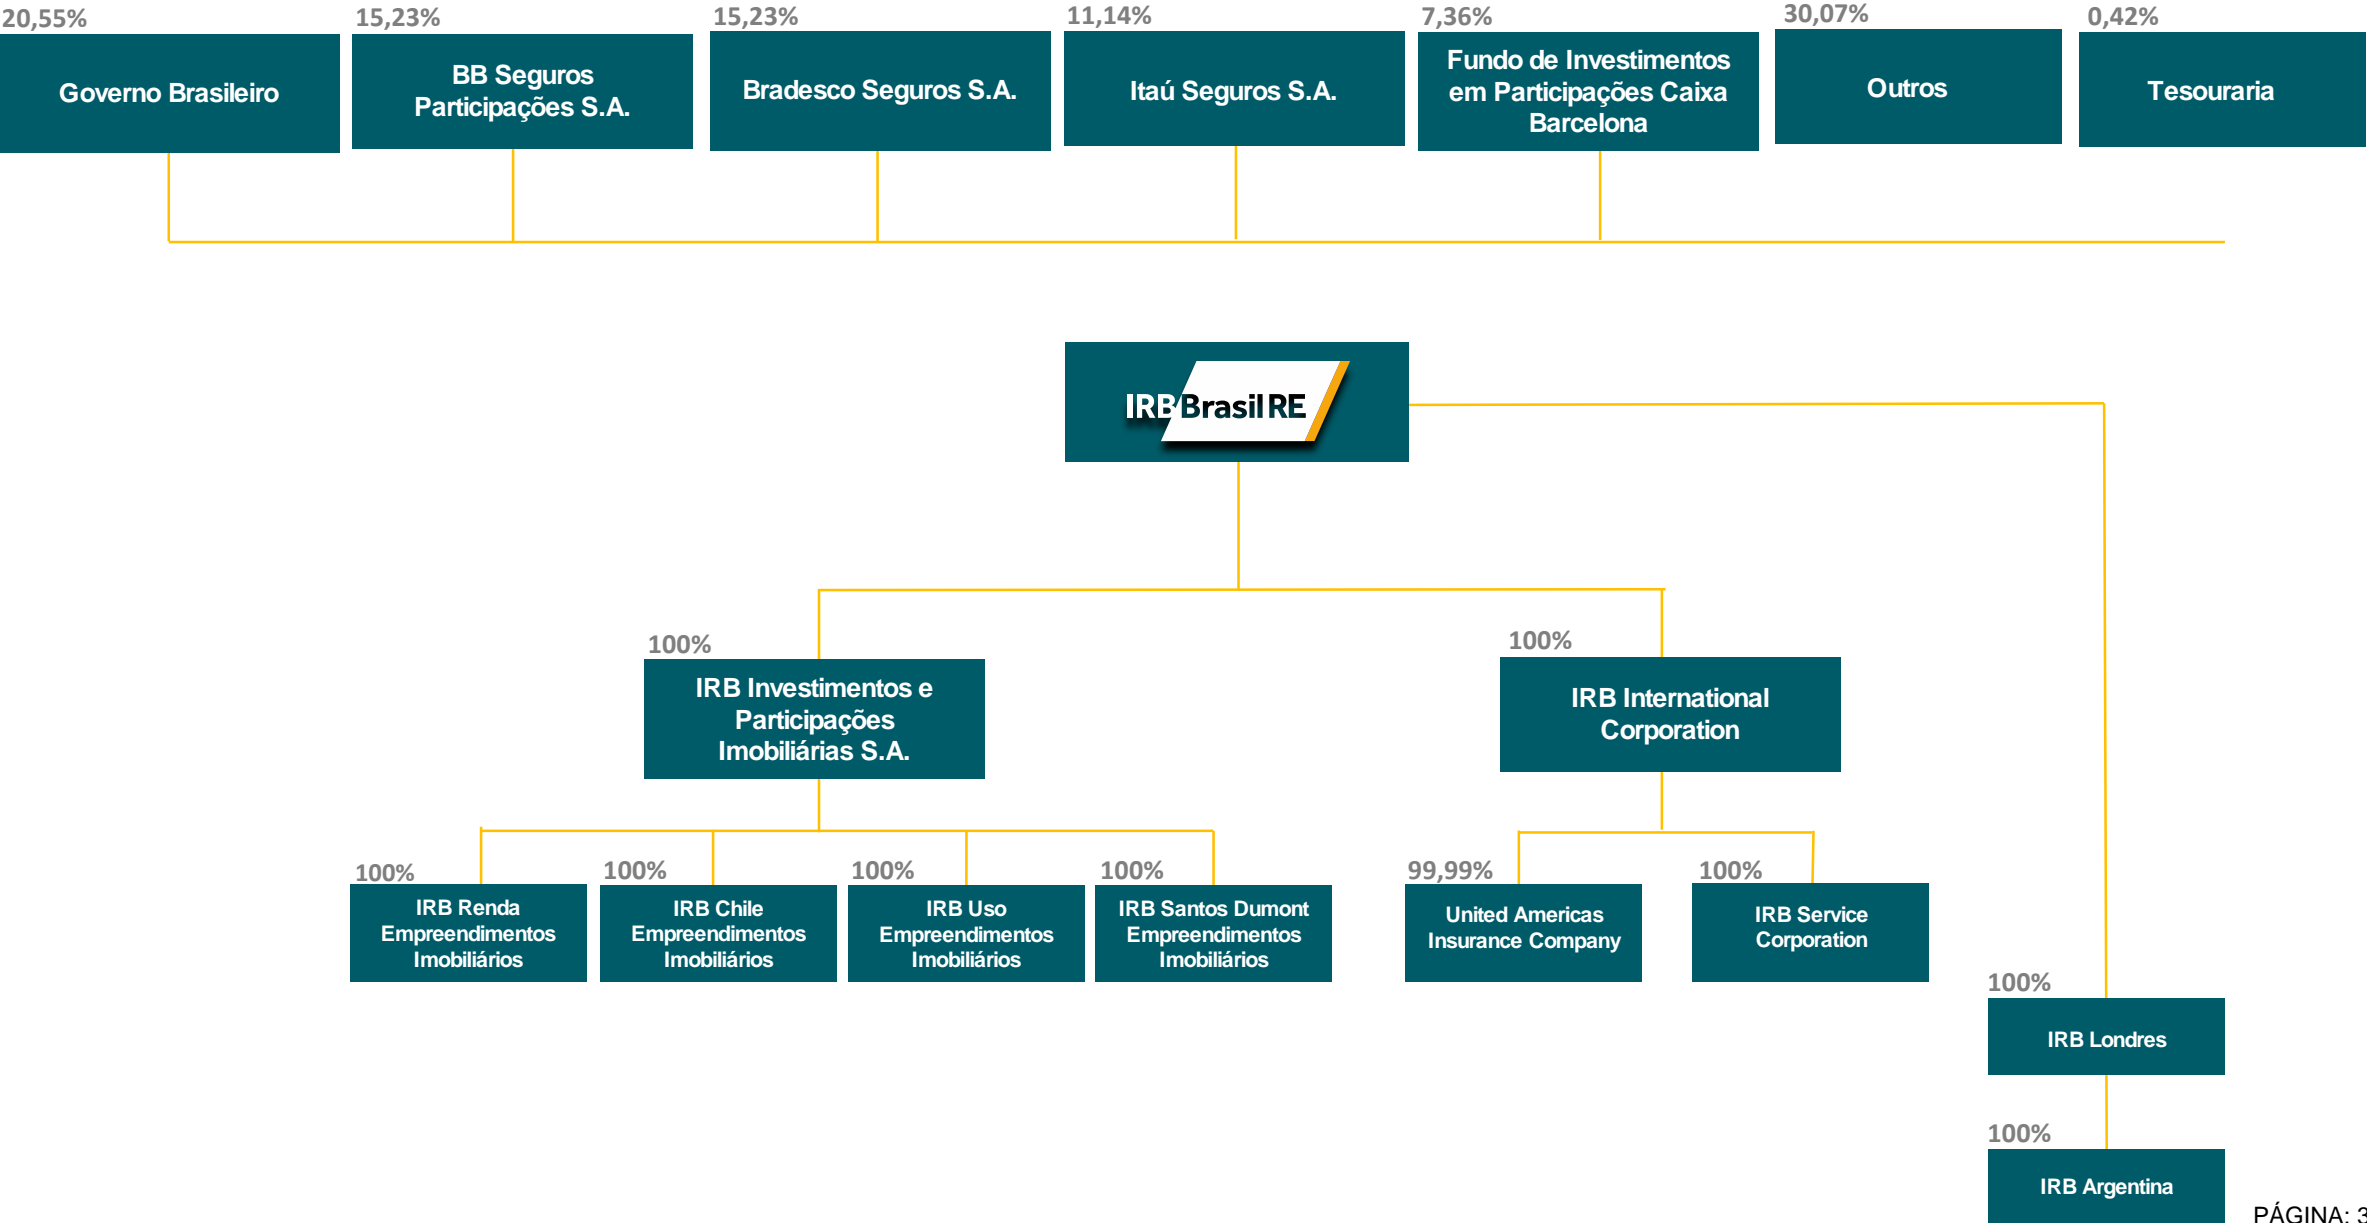 20,55%
15,23%
15,23%
11,14%
7,36%
30,07%
0,42%
Governo Brasileiro
BB Seguros
Participações S.A.
Bradesco Seguros S.A.
Itaú Seguros S.A.
Fundo de Investimentos
em Participações Caixa
Barcelona
Outros
Tesouraria
IRB Brasil RE
100%
IRB Investimentos e
Participações
Imobiliárias S.A.
100%
IRB International
Corporation
100%
IRB Renda
Empreendimentos
Imobiliários
100%
IRB Chile
Empreendimentos
Imobiliários
100%
IRB Uso
Empreendimentos
Imobiliários
100%
IRB Santos Dumont
Empreendimentos
Imobiliários
99,99%
United Americas
Insurance Company
100%
IRB Service
Corporation
100%
IRB Londres
100%
IRB Argentina
PÁGINA: 3